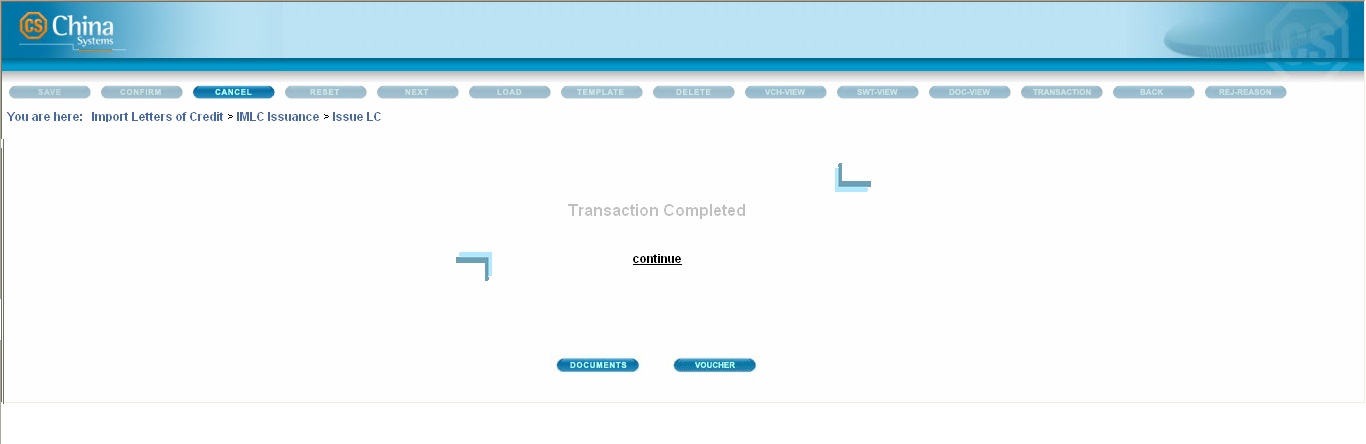 CS China
Systems
CS
SAVE CONFIRM CANCEL RESET NEXT LOAD TEMPLATE DELETE VCH-VIEW SWT-VIEW DOC-VIEW TRANSACTION BACK REJ-REASON
You are here: Import Letters of Credit > IMLC Issuance > Issue LC
Transaction Completed
continue
DOCUMENTS VOUCHER